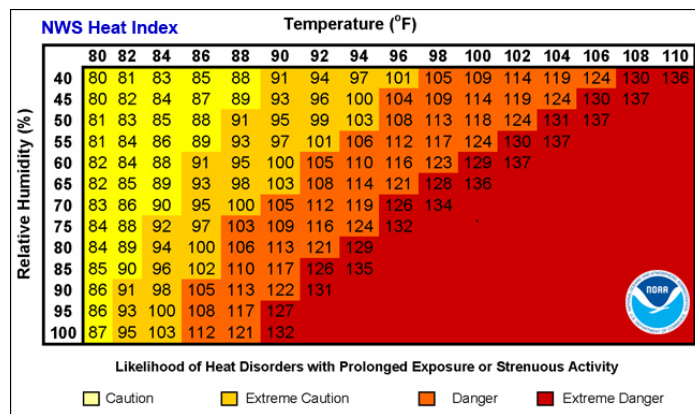 NWS Heat Index
Temperature (°F)
80 82 84 86 88 90 92 94 96 98 100 102 104 106 108 110
Relative Humidity (%)
40 80 81 83 85 88 91 94 97 101 105 109 114 119 124 130 136
45 80 82 84 87 89 93 96 100 104 109 114 119 124 130 137
50 81 83 85 88 91 95 99 103 108 113 118 124 131 137
55 81 84 86 89 93 97 101 106 112 117 124 130 137
60 82 84 88 91 95 100 105 110 116 123 129 137
65 82 85 89 93 98 103 108 114 121 128 136
70 83 86 90 95 100 105 112 119 126 134
75 84 88 92 97 103 109 116 124 132
80 84 89 94 100 106 113 121 129
85 85 90 96 102 110 117 126 135
90 86 91 98 105 113 122 131
95 86 93 100 108 117 127
100 87 95 103 112 121 132
NOAA
Likelihood of Heat Disorders with Prolonged Exposure or Strenuous Activity
Caution Extreme Caution Danger Extreme Danger